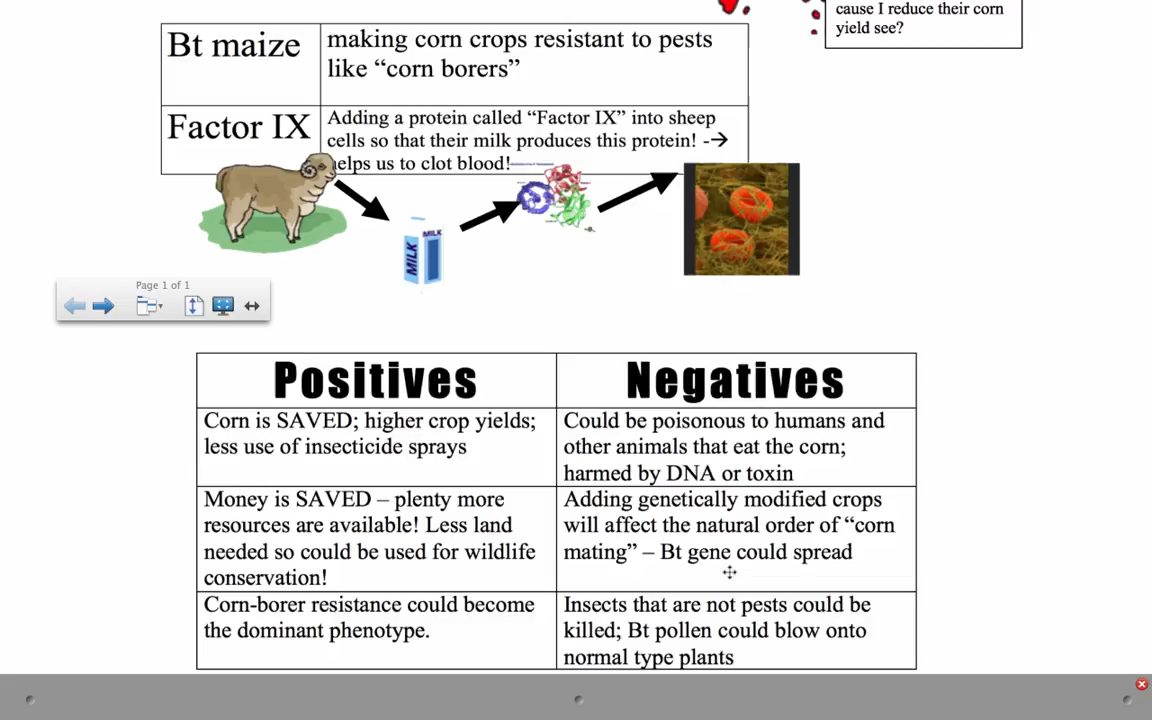 cause I reduce their corn
yield see?
Bt maize
making corn crops resistant to pests
like “corn borers”
Factor IX
Adding a protein called “Factor IX” into sheep
cells so that their milk produces this protein! -→
helps us to clot blood!
MILK
MILK
Page 1 of 1
Positives
Negatives
Corn is SAVED; higher crop yields;
less use of insecticide sprays
Could be poisonous to humans and
other animals that eat the corn;
harmed by DNA or toxin
Money is SAVED – plenty more
resources are available! Less land
needed so could be used for wildlife
conservation!
Adding genetically modified crops
will affect the natural order of “corn
mating” – Bt gene could spread
Corn-borer resistance could become
the dominant phenotype.
Insects that are not pests could be
killed; Bt pollen could blow onto
normal type plants